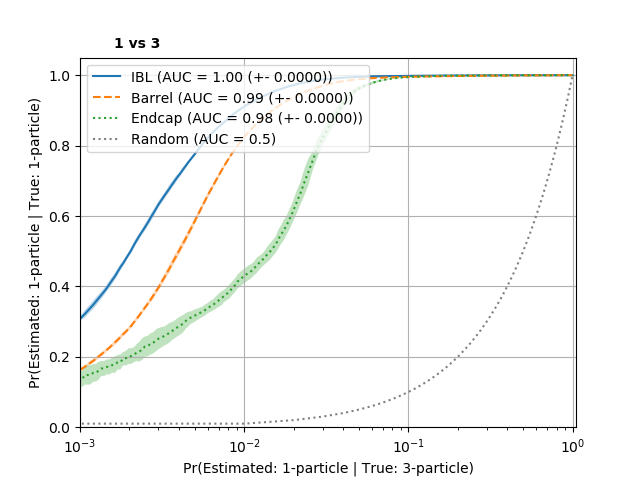 1 vs 3
IBL (AUC = 1.00 (+- 0.0000))
Barrel (AUC = 0.99 (+- 0.0000))
Endcap (AUC = 0.98 (+- 0.0000))
Random (AUC = 0.5)
Pr(Estimated: 1-particle | True: 1-particle)
1.0
0.8
0.6
0.4
0.2
0.0
10⁻³ 10⁻² 10⁻¹ 10⁰
Pr(Estimated: 1-particle | True: 3-particle)